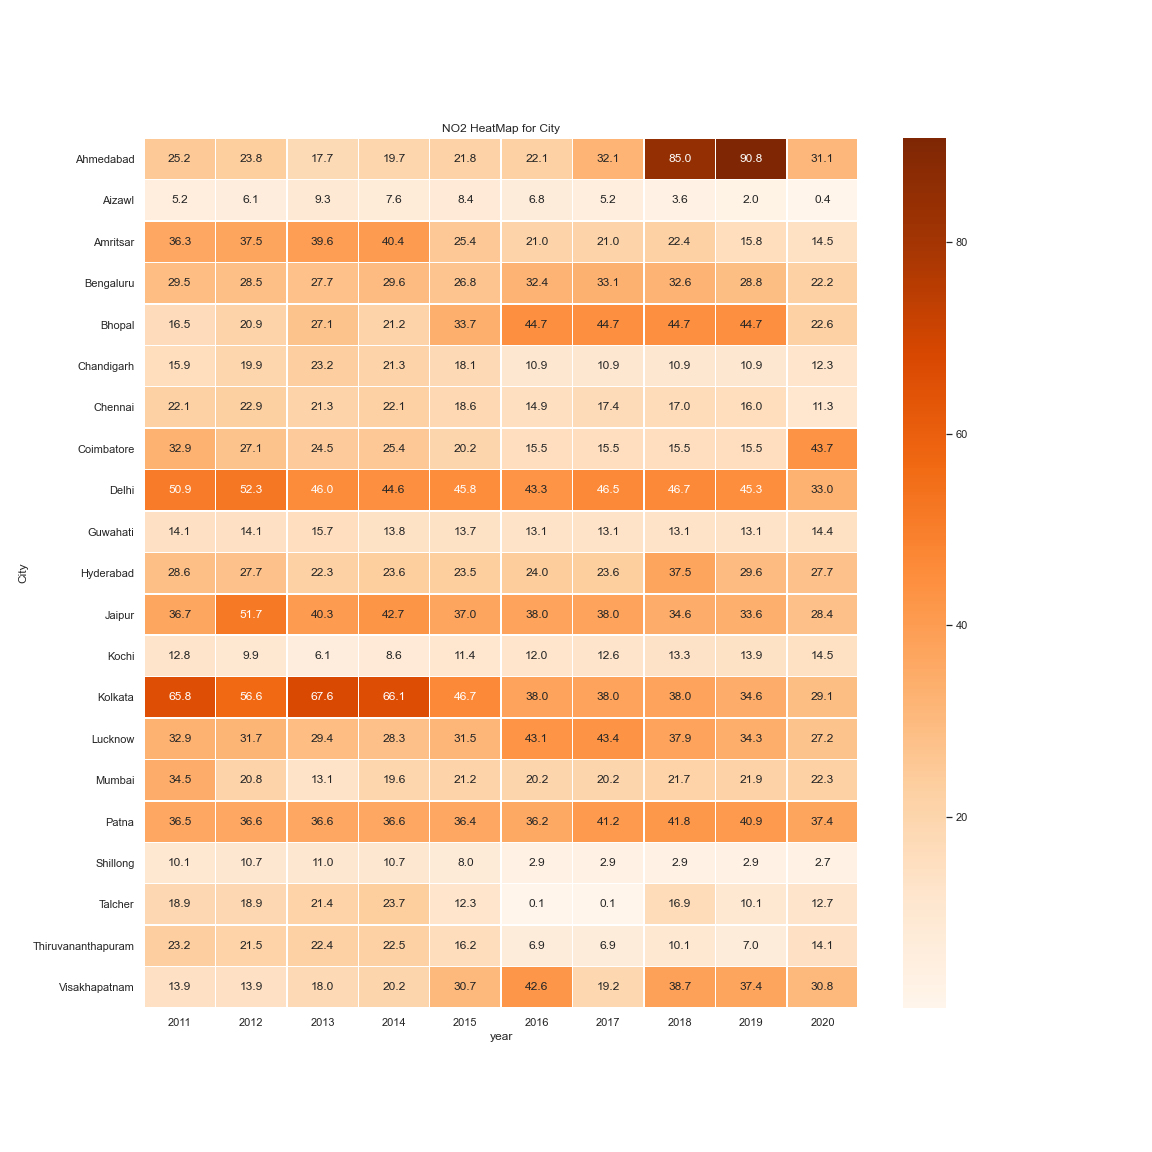 NO2 HeatMap for City
Ahmedabad 25.2 23.8 17.7 19.7 21.8 22.1 32.1 85.0 90.8 31.1
Aizawl 5.2 6.1 9.3 7.6 8.4 6.8 5.2 3.6 2.0 0.4
Amritsar 36.3 37.5 39.6 40.4 25.4 21.0 21.0 22.4 15.8 14.5
80
Bengaluru 29.5 28.5 27.7 29.6 26.8 32.4 33.1 32.6 28.8 22.2
Bhopal 16.5 20.9 27.1 21.2 33.7 44.7 44.7 44.7 44.7 22.6
Chandigarh 15.9 19.9 23.2 21.3 18.1 10.9 10.9 10.9 10.9 12.3
Chennai 22.1 22.9 21.3 22.1 18.6 14.9 17.4 17.0 16.0 11.3
60
Coimbatore 32.9 27.1 24.5 25.4 20.2 15.5 15.5 15.5 15.5 43.7
Delhi 50.9 52.3 46.0 44.6 45.8 43.3 46.5 46.7 45.3 33.0
Guwahati 14.1 14.1 15.7 13.8 13.7 13.1 13.1 13.1 13.1 14.4
City
Hyderabad 28.6 27.7 22.3 23.6 23.5 24.0 23.6 37.5 29.6 27.7
Jaipur 36.7 51.7 40.3 42.7 37.0 38.0 38.0 34.6 33.6 28.4
40
Kochi 12.8 9.9 6.1 8.6 11.4 12.0 12.6 13.3 13.9 14.5
Kolkata 65.8 56.6 67.6 66.1 46.7 38.0 38.0 38.0 34.6 29.1
Lucknow 32.9 31.7 29.4 28.3 31.5 43.1 43.4 37.9 34.3 27.2
Mumbai 34.5 20.8 13.1 19.6 21.2 20.2 20.2 21.7 21.9 22.3
Patna 36.5 36.6 36.6 36.6 36.4 36.2 41.2 41.8 40.9 37.4
20
Shillong 10.1 10.7 11.0 10.7 8.0 2.9 2.9 2.9 2.9 2.7
Talcher 18.9 18.9 21.4 23.7 12.3 0.1 0.1 16.9 10.1 12.7
Thiruvananthapuram 23.2 21.5 22.4 22.5 16.2 6.9 6.9 10.1 7.0 14.1
Visakhapatnam 13.9 13.9 18.0 20.2 30.7 42.6 19.2 38.7 37.4 30.8
2011 2012 2013 2014 2015 2016 2017 2018 2019 2020
year